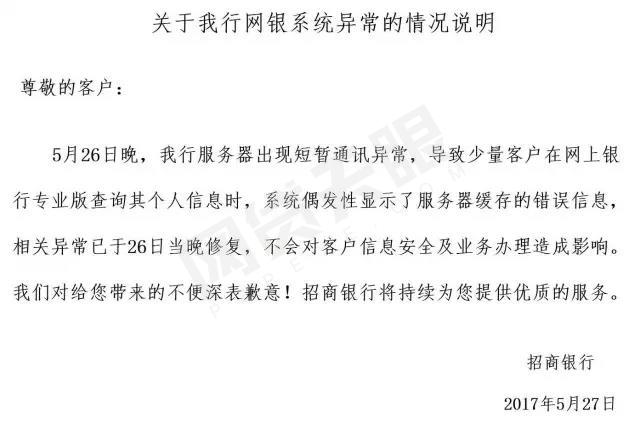 关于我行网银系统异常的情况说明
尊敬的客户：
5月26日晚，我行服务器出现短暂通讯异常，导致少量客户在网上银
行专业版查询其个人信息时，系统偶发性显示了服务器缓存的错误信息，
相关异常已于26日当晚修复，不会对客户信息安全及业务办理造成影响。
我们对给您带来的不便深表歉意！招商银行将持续为您提供优质的服务。
招商银行
2017年5月27日
网贷天眼